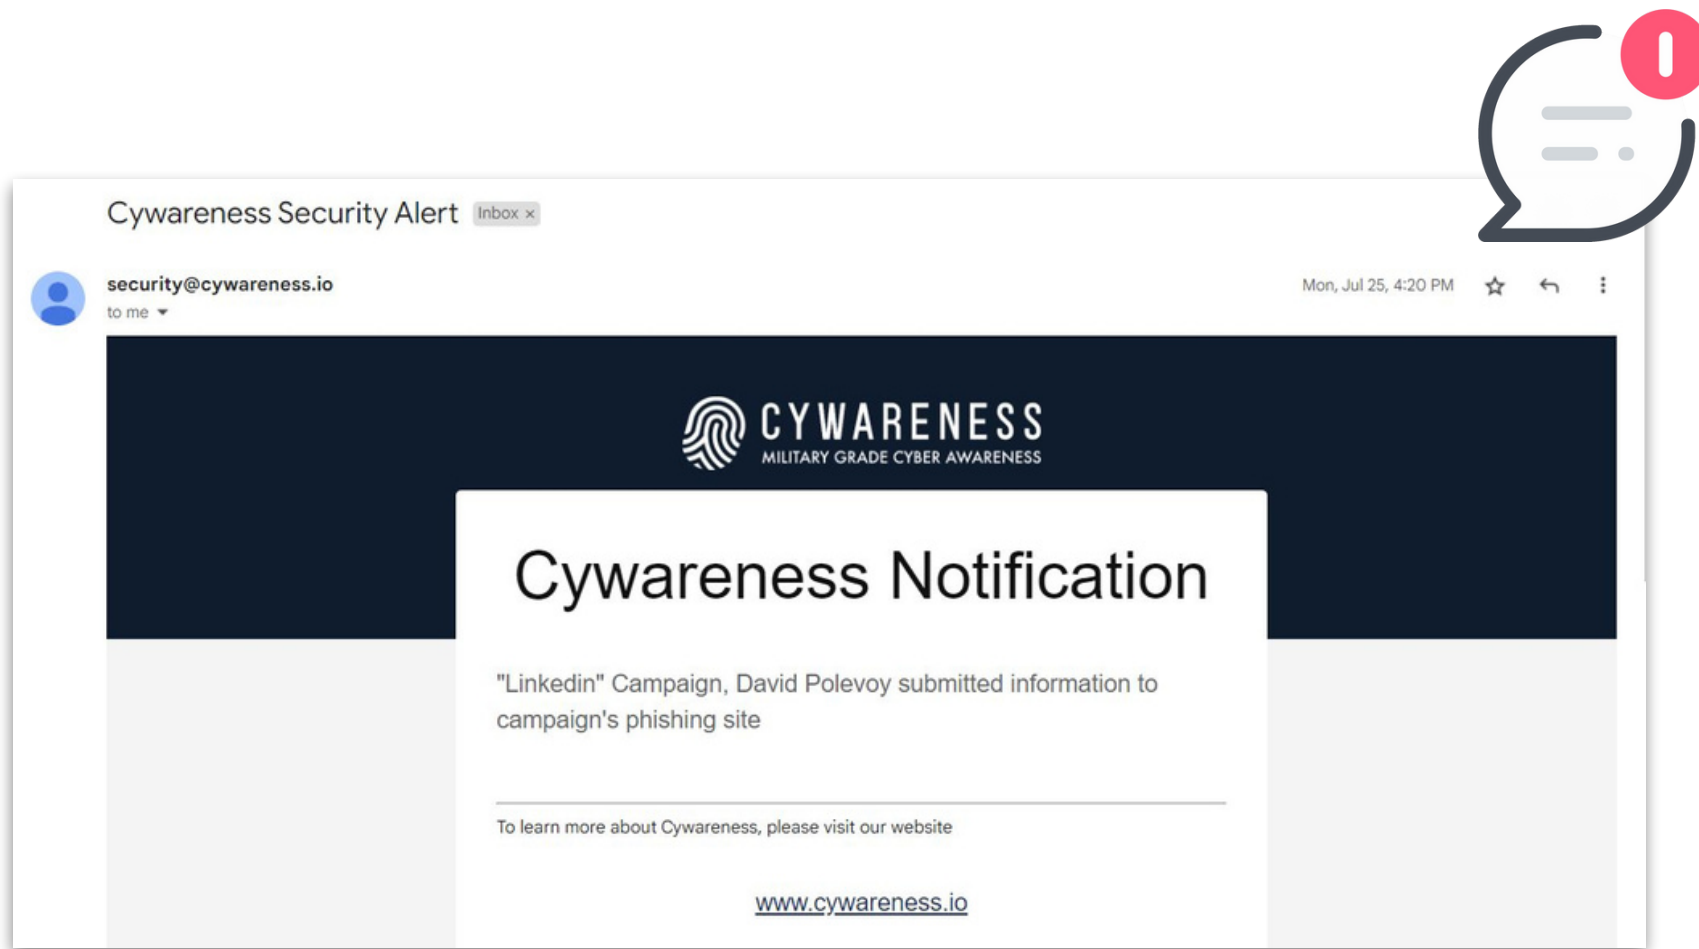 Cywareness Security Alert Inbox ×
security@cywareness.io
Mon, Jul 25, 4:20 PM
to me
CYWARENESS
MILITARY GRADE CYBER AWARENESS
Cywareness Notification
"Linkedin" Campaign, David Polevoy submitted information to
campaign's phishing site
To learn more about Cywareness, please visit our website
www.cywareness.io